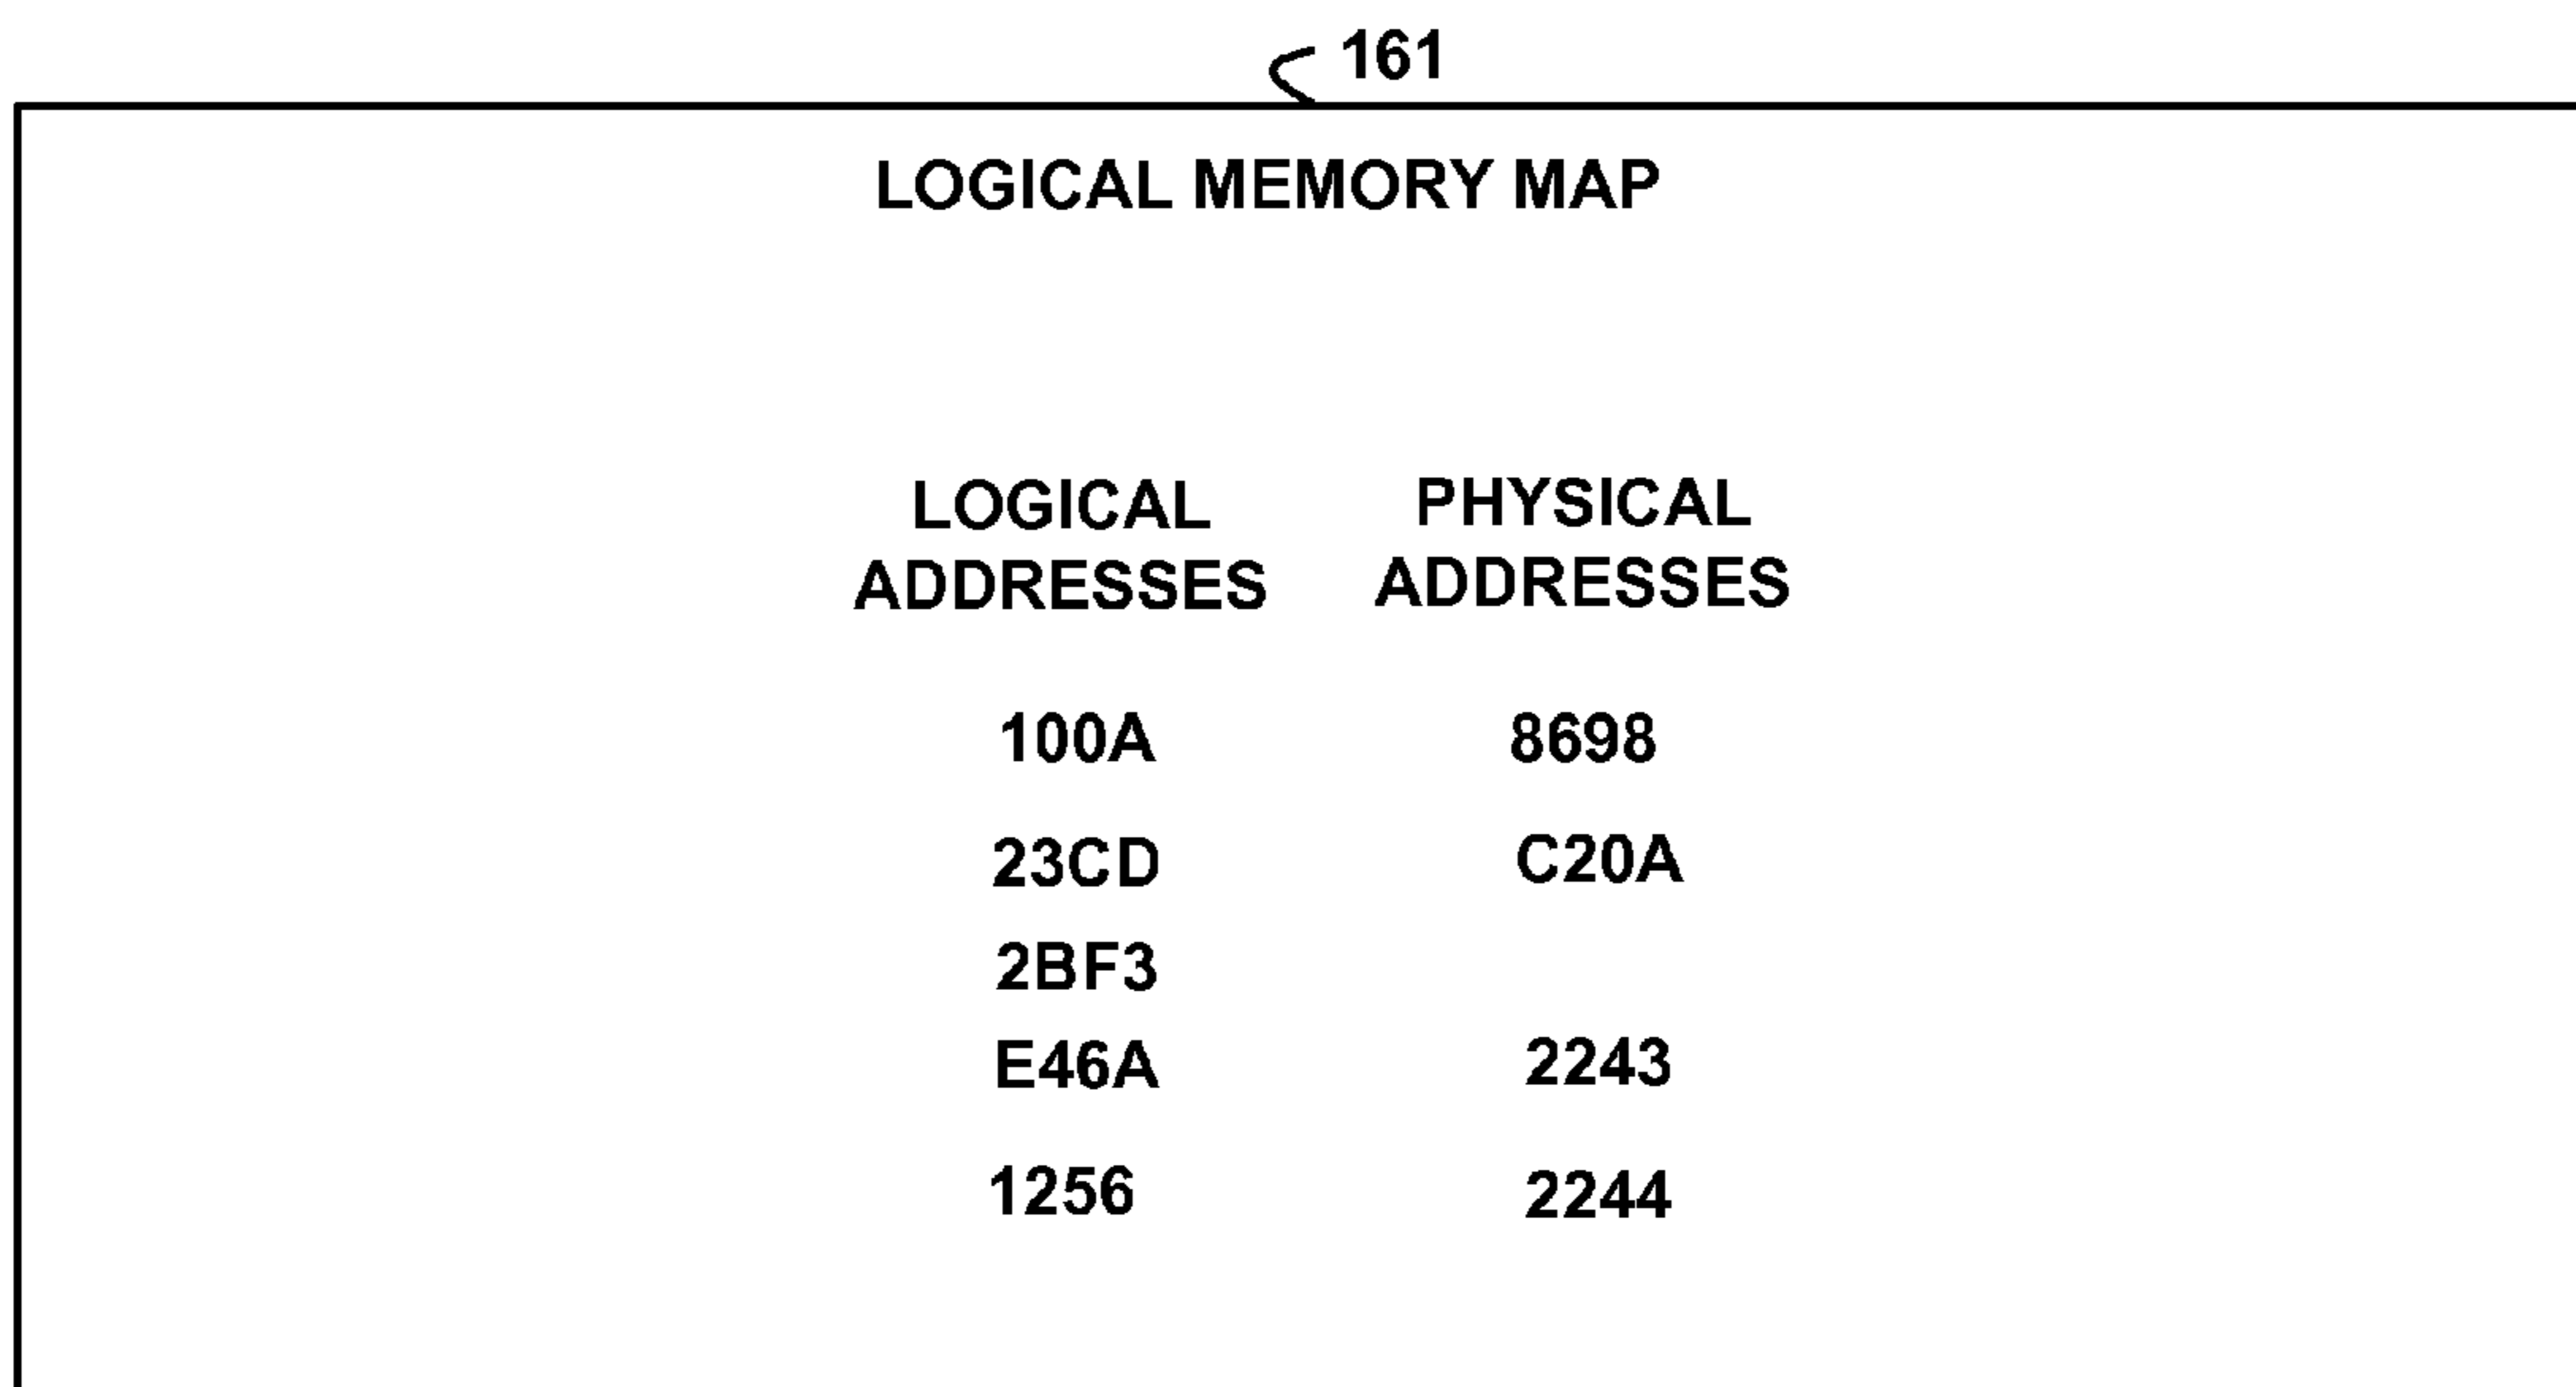 161
LOGICAL MEMORY MAP
LOGICAL ADDRESSES PHYSICAL ADDRESSES
100A 8698
23CD C20A
2BF3
E46A 2243
1256 2244